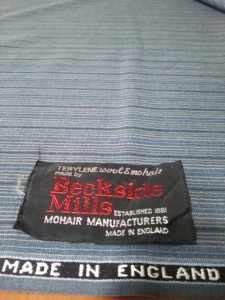 TERYLENE wool & mohair
made by
Beckside
Mills
ESTABLISHED 1881
MOHAIR MANUFACTURERS
MADE IN ENGLAND
MADE IN ENGLAND